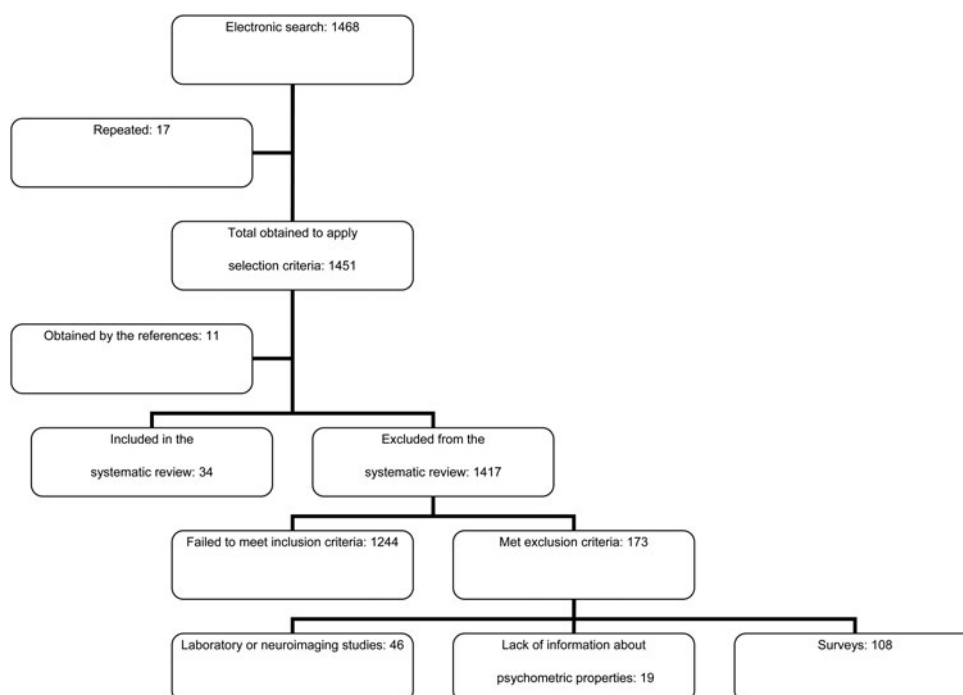 Electronic search: 1468
Repeated: 17
Total obtained to apply
selection criteria: 1451
Obtained by the references: 11
Included in the
systematic review: 34
Excluded from the
systematic review: 1417
Failed to meet inclusion criteria: 1244
Met exclusion criteria: 173
Laboratory or neuroimaging studies: 46
Lack of information about
psychometric properties: 19
Surveys: 108